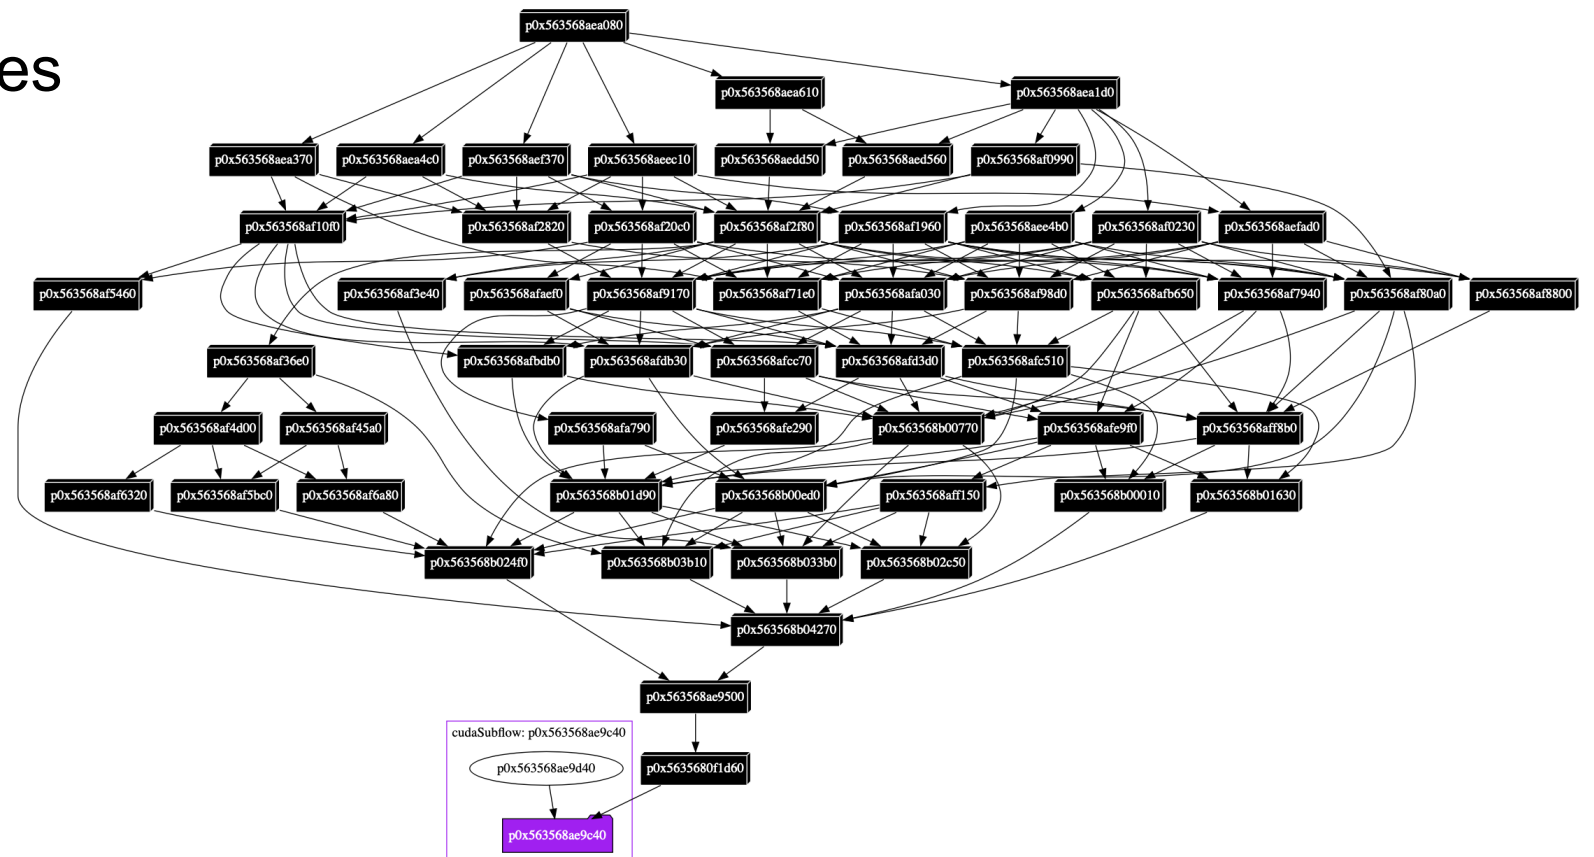 es
p0x563568aea080
p0x563568aea610
p0x563568aea1d0
p0x563568aea370
p0x563568aea4c0
p0x563568aef370
p0x563568aeec10
p0x563568aedd50
p0x563568aed560
p0x563568af0990
p0x563568af10f0
p0x563568af2820
p0x563568af20c0
p0x563568af2f80
p0x563568af1960
p0x563568aee4b0
p0x563568af0230
p0x563568aefad0
p0x563568af5460
p0x563568af3e40
p0x563568afaef0
p0x563568af9170
p0x563568af71e0
p0x563568afa030
p0x563568af98d0
p0x563568afb650
p0x563568af7940
p0x563568af80a0
p0x563568af8800
p0x563568af36e0
p0x563568afbdb0
p0x563568afdb30
p0x563568afcc70
p0x563568afd3d0
p0x563568afc510
p0x563568af4d00
p0x563568af45a0
p0x563568afa790
p0x563568afe290
p0x563568b00770
p0x563568afe9f0
p0x563568aff8b0
p0x563568af6320
p0x563568af5bc0
p0x563568af6a80
p0x563568b01d90
p0x563568b00ed0
p0x563568aff150
p0x563568b00010
p0x563568b01630
p0x563568b024f0
p0x563568b03b10
p0x563568b033b0
p0x563568b02c50
p0x563568b04270
p0x563568ae9500
cudaSubflow: p0x563568ae9c40
p0x563568ae9d40
p0x5635680f1d60
p0x563568ae9c40